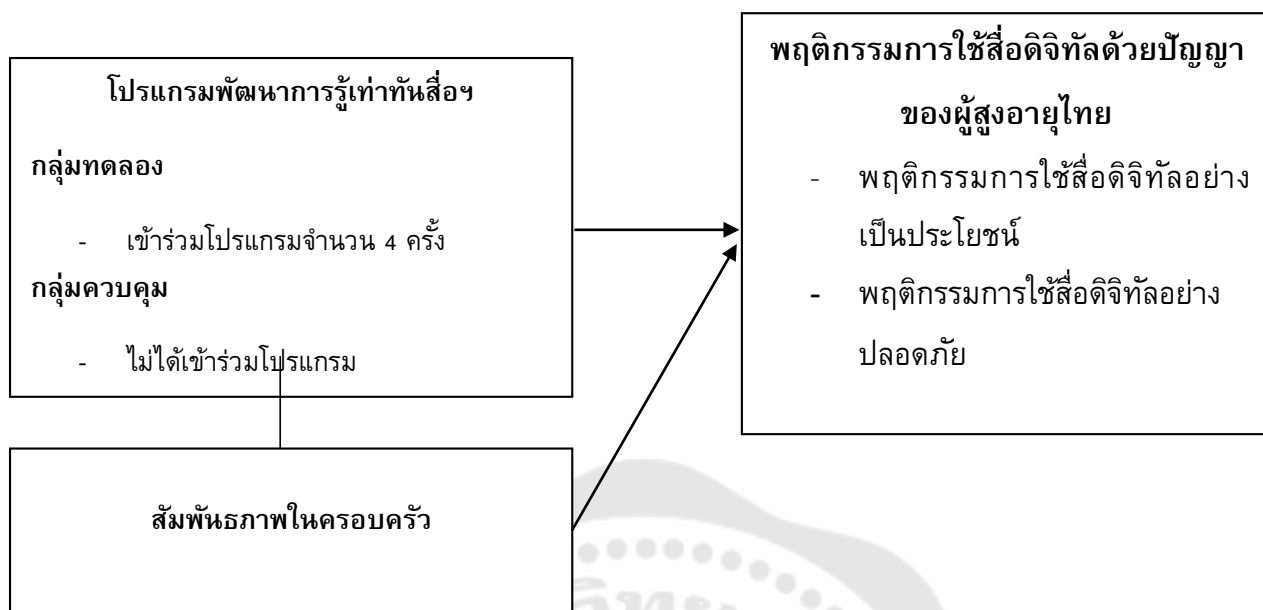 โปรแกรมพัฒนาการรู้เท่าทันสื่อฯ
กลุ่มทดลอง
- เข้าร่วมโปรแกรมจำนวน 4 ครั้ง
กลุ่มควบคุม
- ไม่ได้เข้าร่วมโปรแกรม
สัมพันธภาพในครอบครัว
พฤติกรรมการใช้สื่อดิจิทัลด้วยปัญญา
ของผู้สูงอายุไทย
- พฤติกรรมการใช้สื่อดิจิทัลอย่าง
เป็นประโยชน์
- พฤติกรรมการใช้สื่อดิจิทัลอย่าง
ปลอดภัย